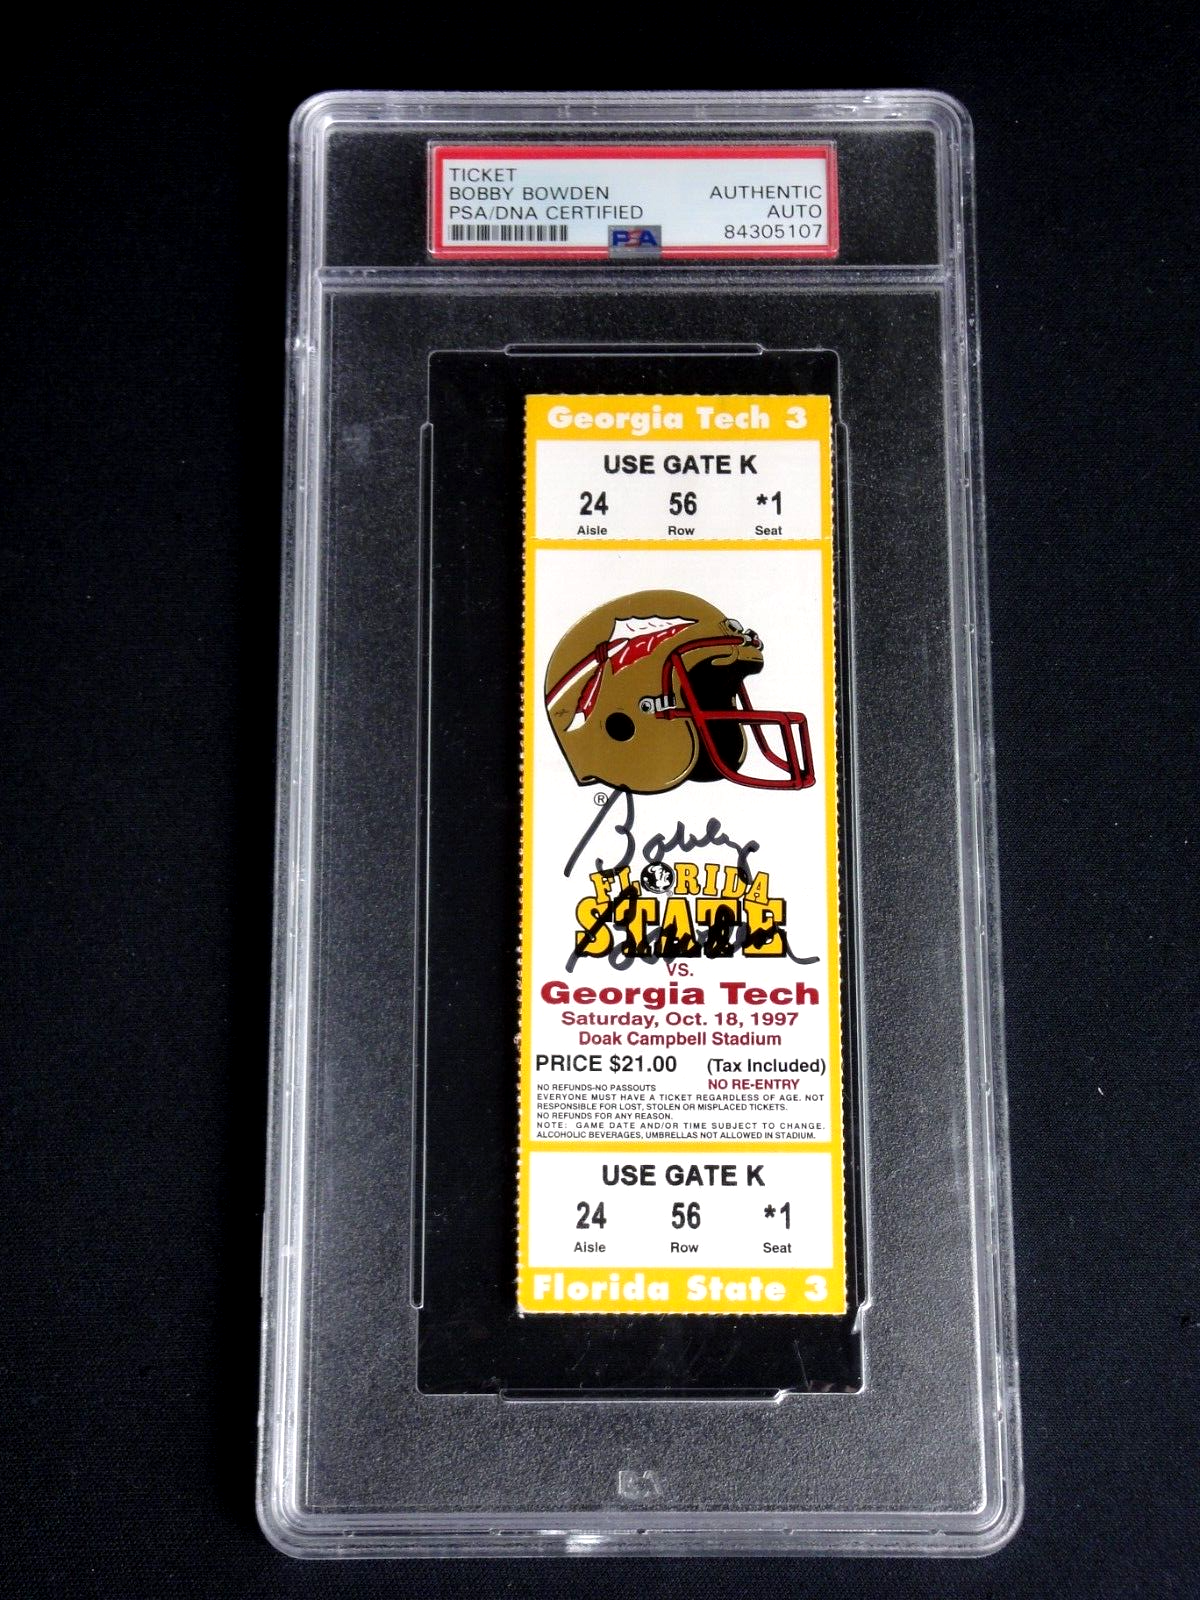 TICKET
BOBBY BOWDEN AUTHENTIC
PSA/DNA CERTIFIED AUTO
PSA 84305107
Georgia Tech 3
USE GATE K
24 56 *1
Aisle Row Seat
®
Bobby
FLORIDA
STATE
Bowden
VS.
Georgia Tech
Saturday, Oct. 18, 1997
Doak Campbell Stadium
PRICE $21.00 (Tax Included)
NO RE-ENTRY
NO REFUNDS-NO PASSOUTS
EVERYONE MUST HAVE A TICKET REGARDLESS OF AGE. NOT
RESPONSIBLE FOR LOST, STOLEN OR MISPLACED TICKETS.
NO REFUNDS FOR ANY REASON.
NOTE: GAME DATE AND/OR TIME SUBJECT TO CHANGE.
ALCOHOLIC BEVERAGES, UMBRELLAS NOT ALLOWED IN STADIUM.
USE GATE K
24 56 *1
Aisle Row Seat
Florida State 3
PSA